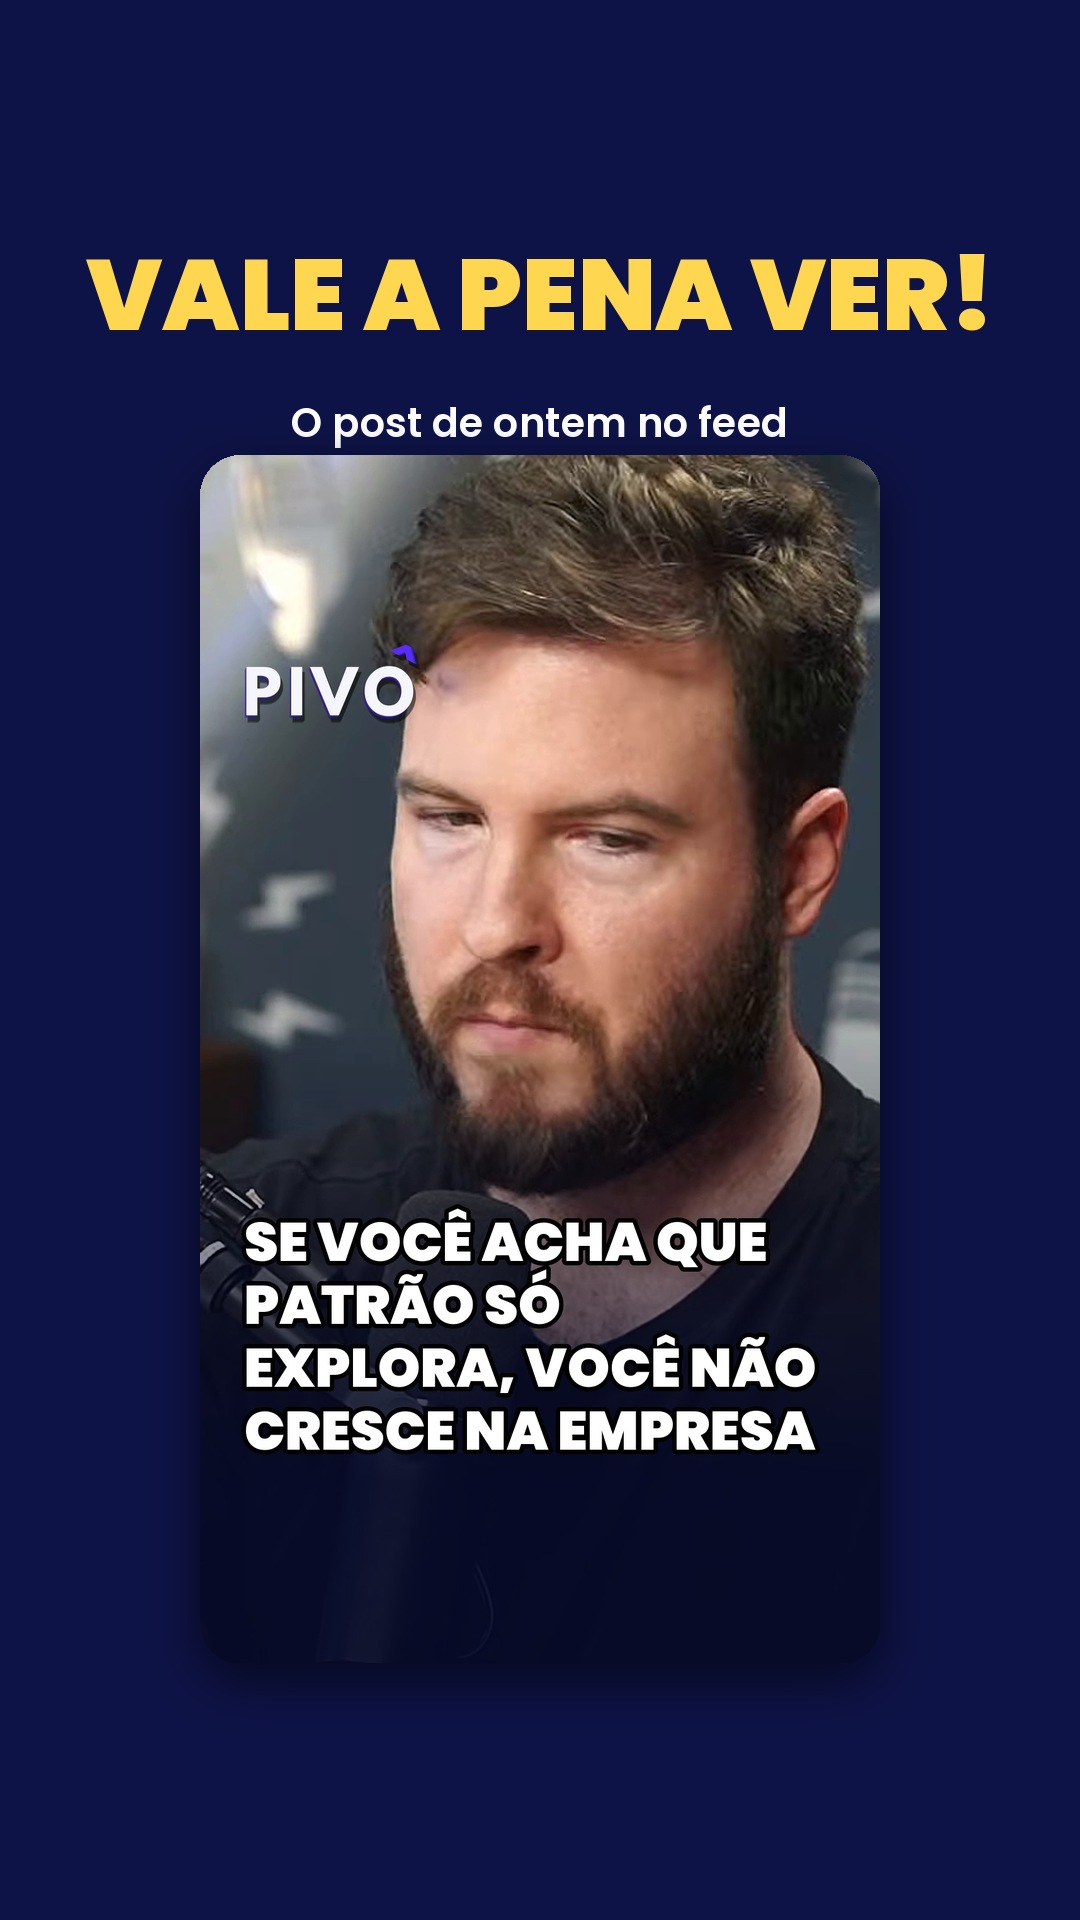 VALE A PENA VER!
O post de ontem no feed
PIVÔ
SE VOCÊ ACHA QUE
PATRÃO SÓ
EXPLORA, VOCÊ NÃO
CRESCE NA EMPRESA